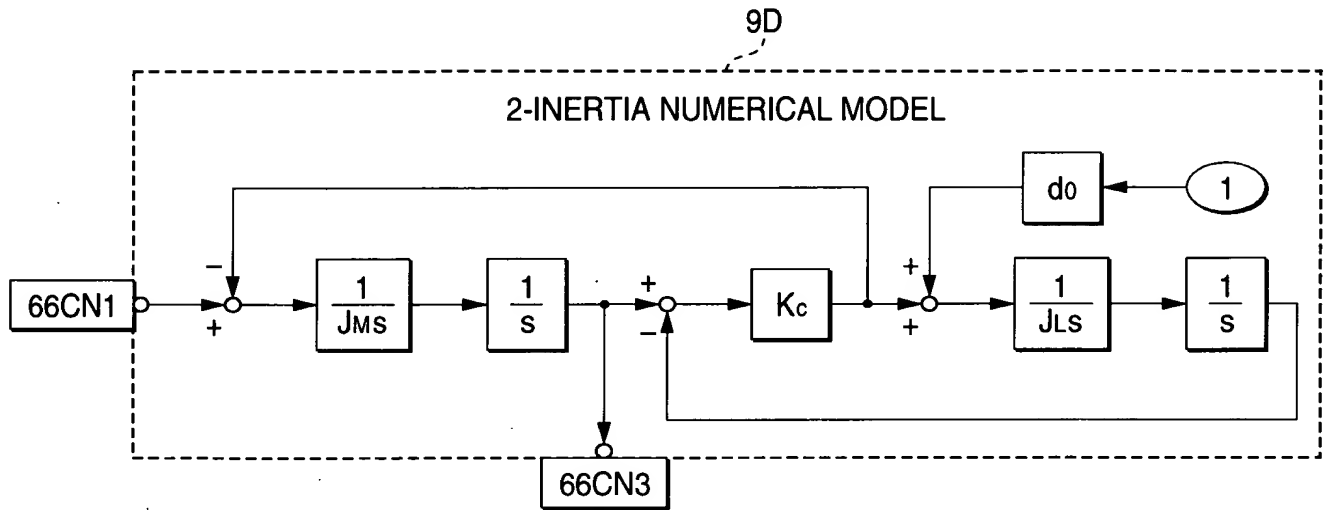 9D
2-INERTIA NUMERICAL MODEL
d0
1
66CN1
−
+
1
JMs
1
s
+
−
Kc
+
+
1
JLs
1
s
66CN3